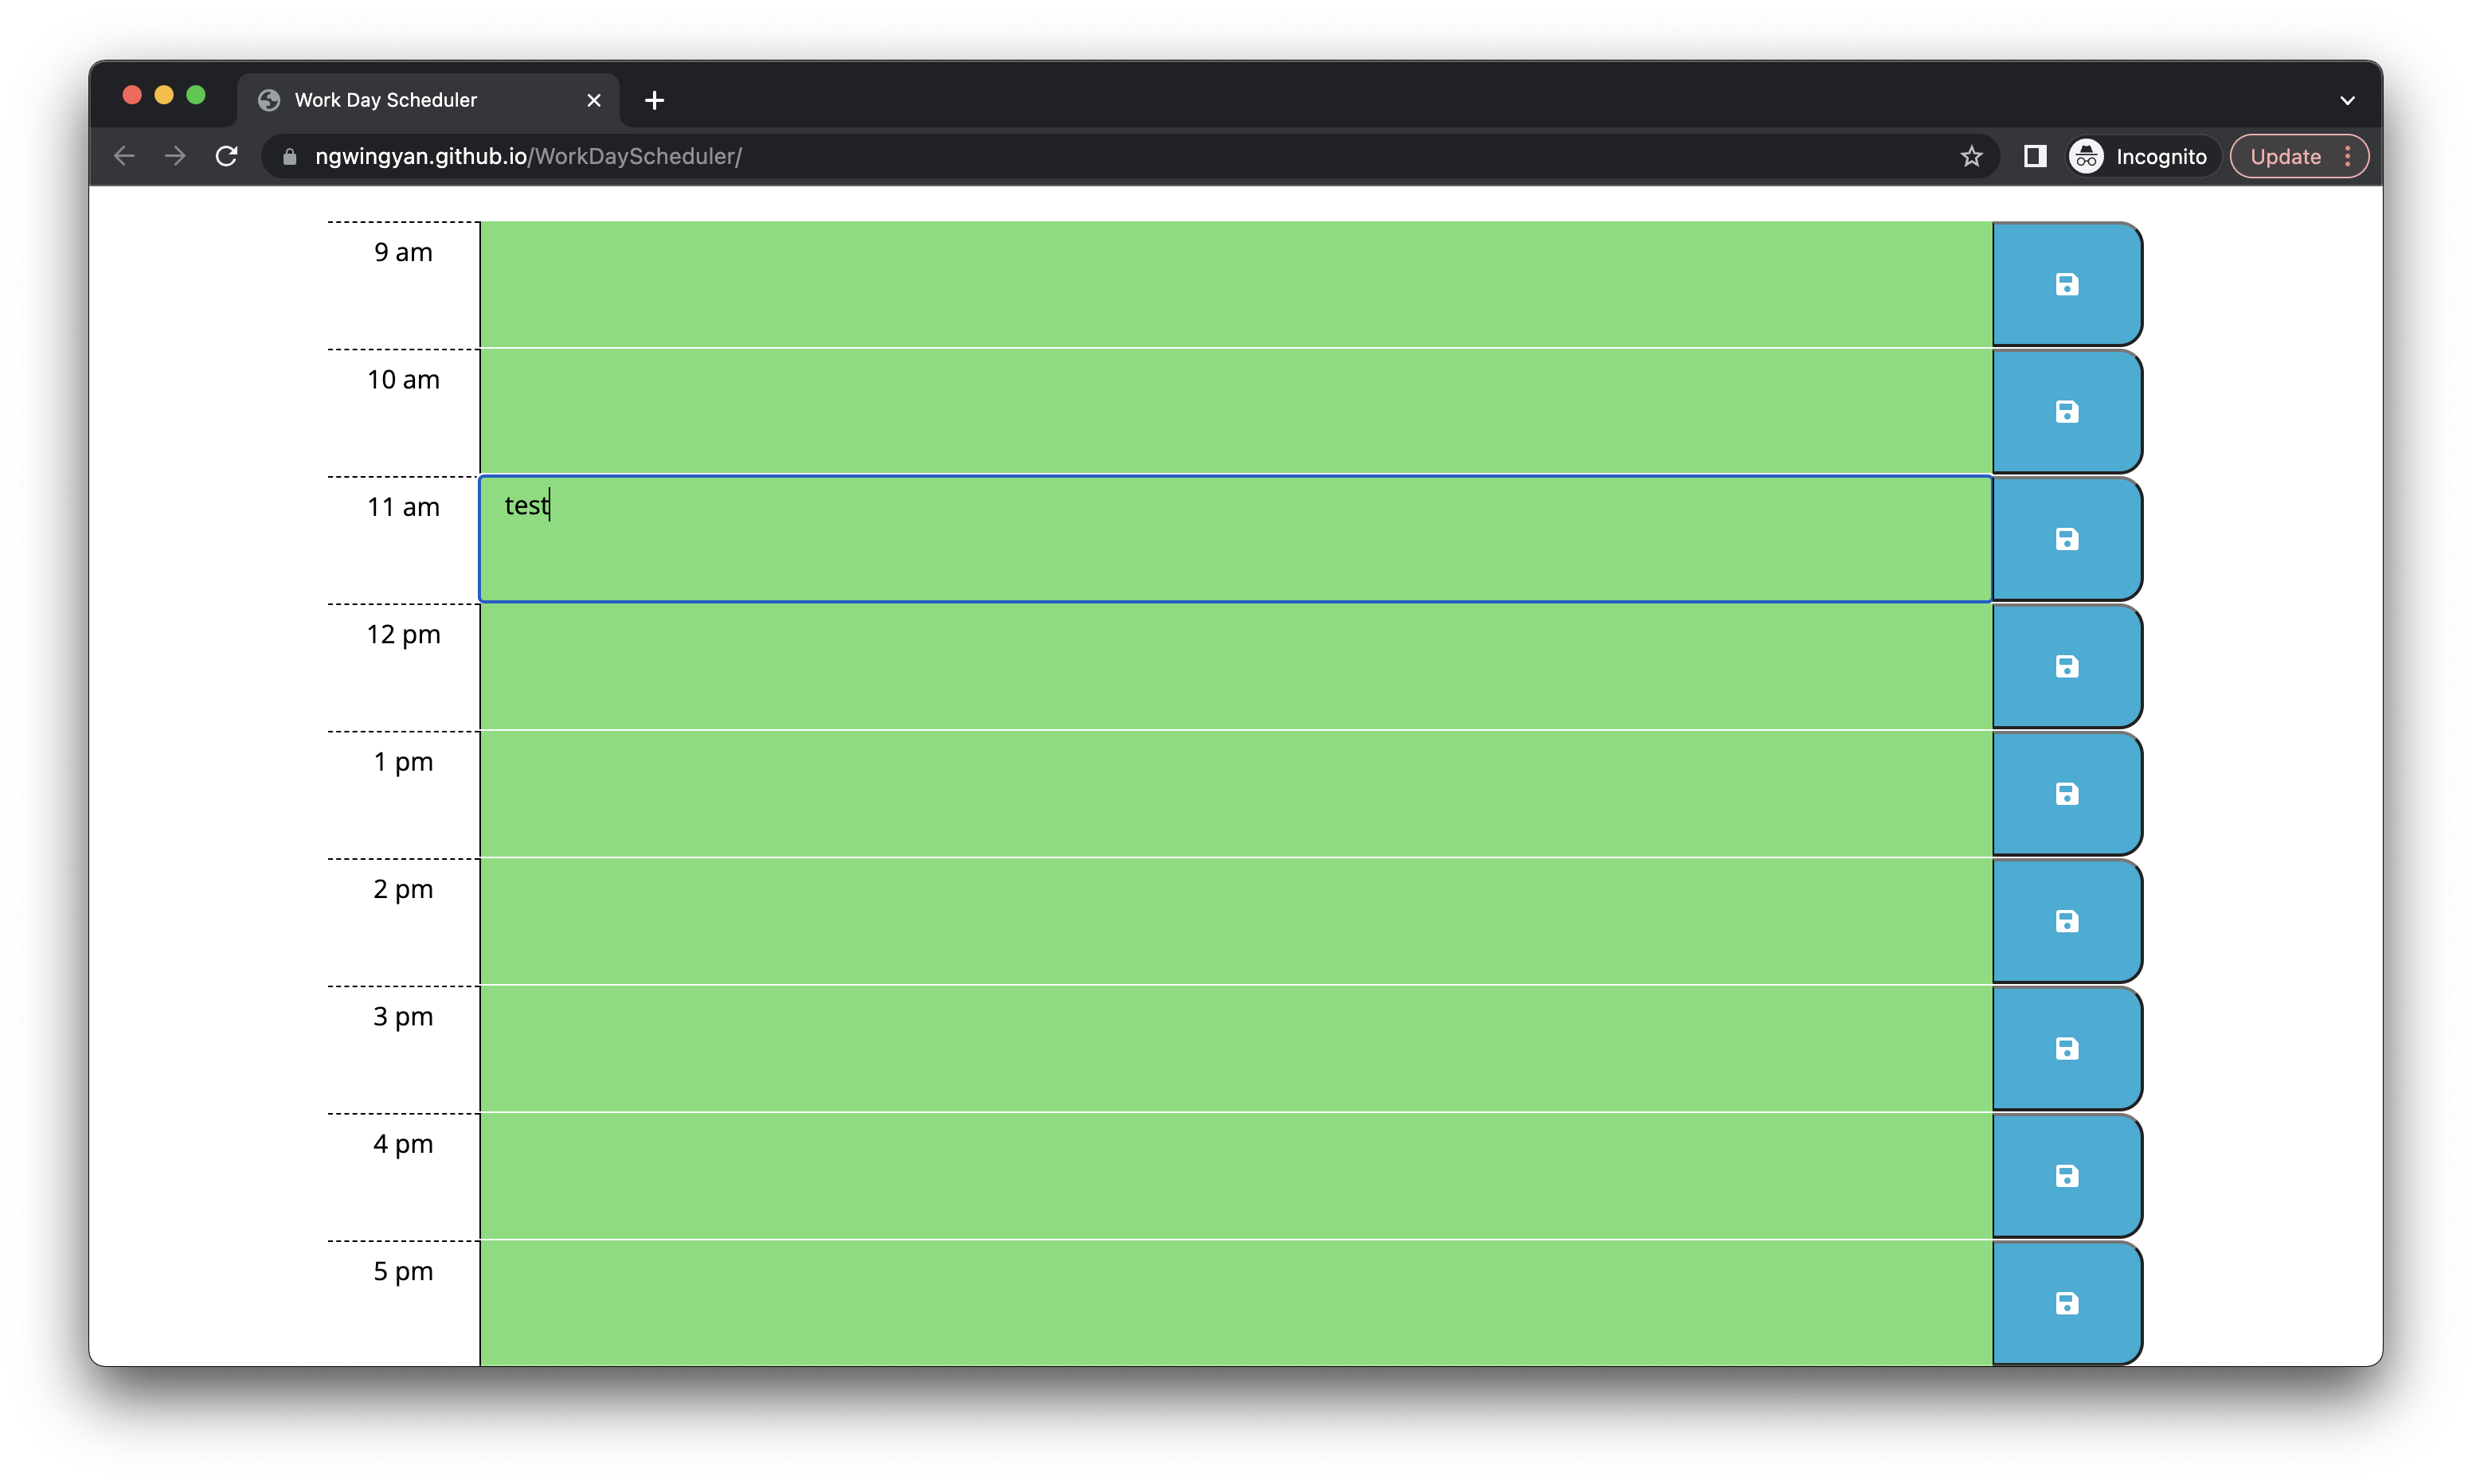 Work Day Scheduler
ngwingyan.github.io/WorkDayScheduler/
Incognito
Update
9 am
10 am
11 am
test
12 pm
1 pm
2 pm
3 pm
4 pm
5 pm